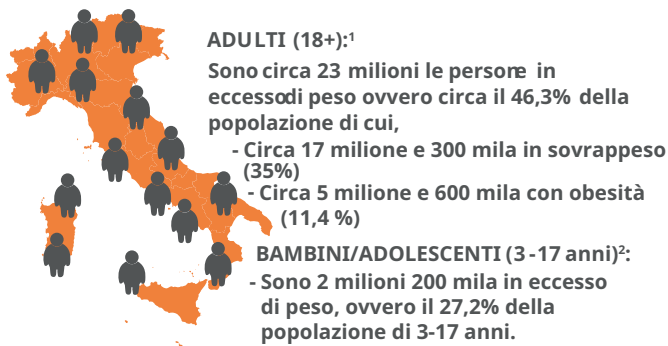 ADULTI (18+):¹
Sono circa 23 milioni le persone in
eccessodi peso ovvero circa il 46,3% della
popolazione di cui,
- Circa 17 milione e 300 mila in sovrappeso
(35%)
- Circa 5 milione e 600 mila con obesità
(11,4 %)
BAMBINI/ADOLESCENTI (3 -17 anni)²:
- Sono 2 milioni 200 mila in eccesso
di peso, ovvero il 27,2% della
popolazione di 3-17 anni.